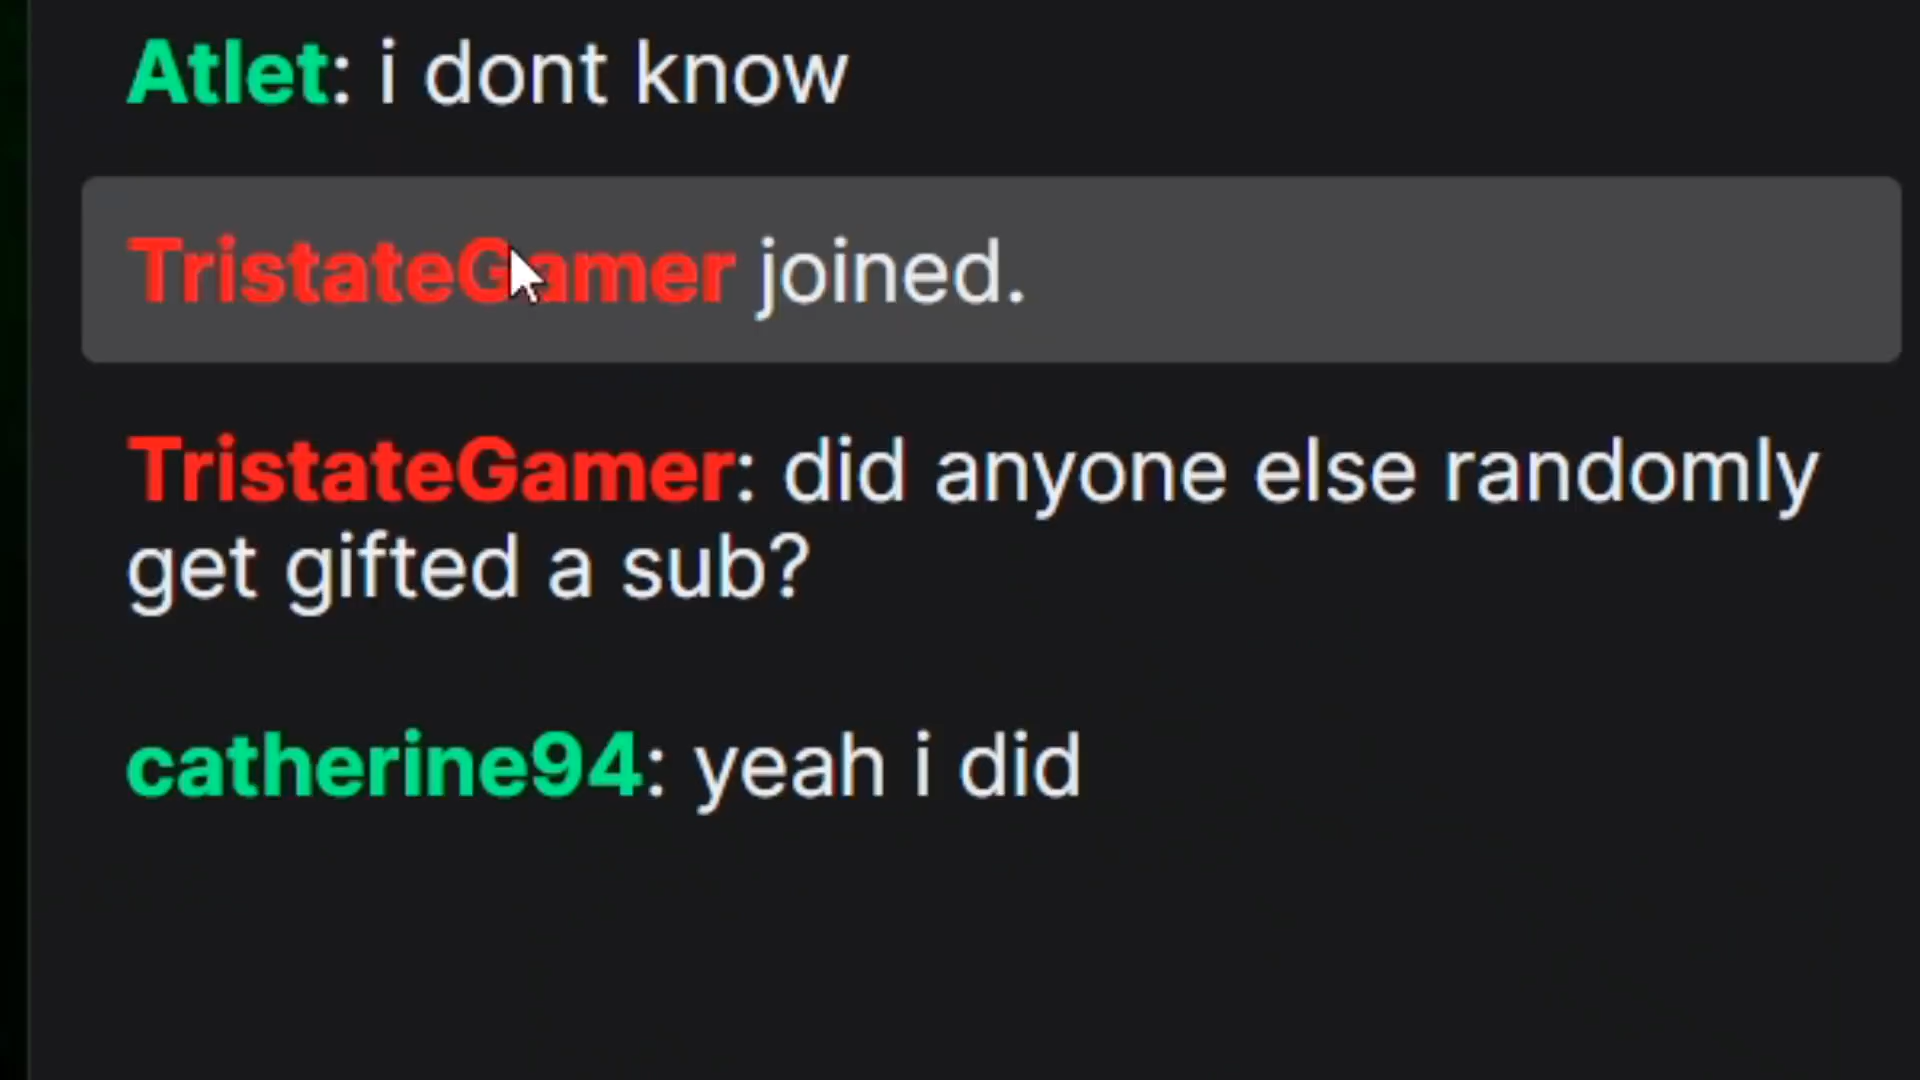 Atlet: i dont know
TristateGamer joined.
TristateGamer: did anyone else randomly
get gifted a sub?
catherine94: yeah i did